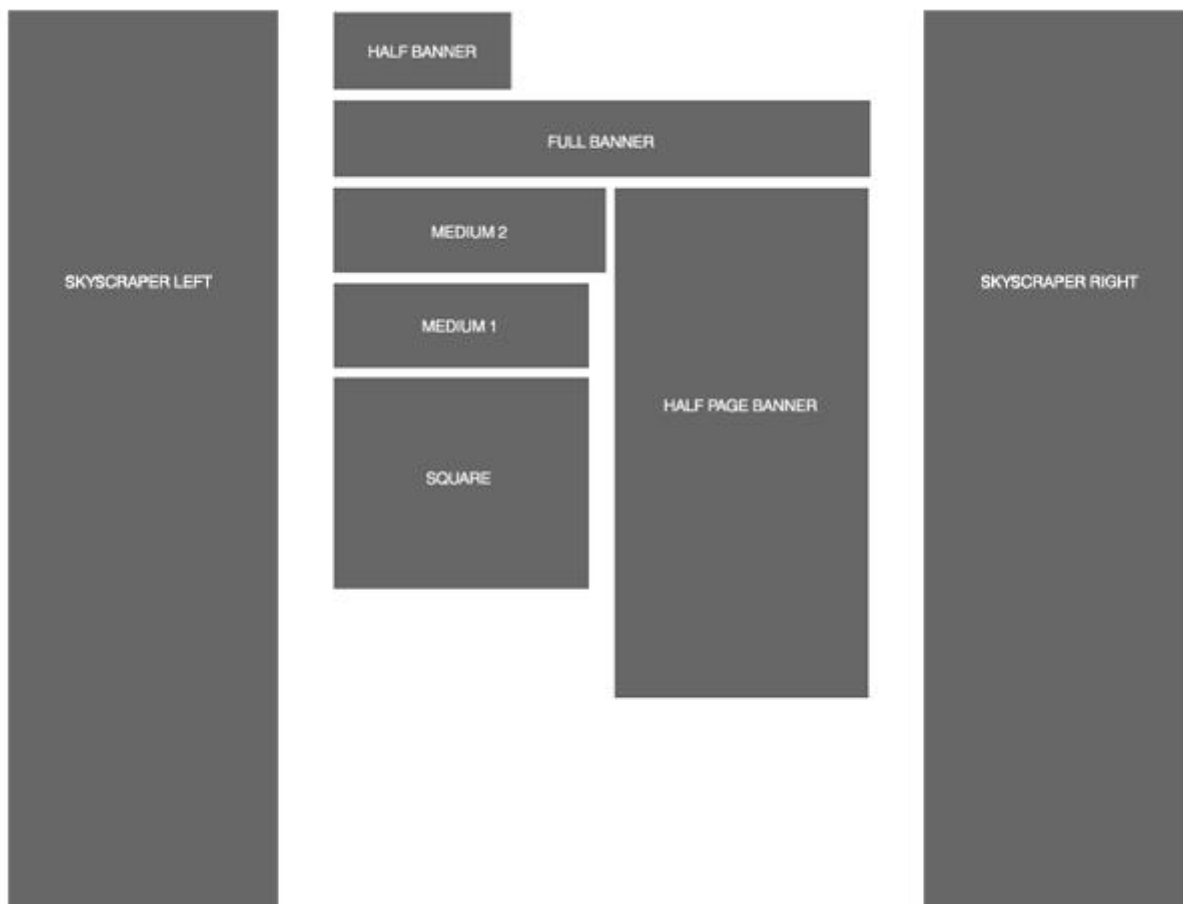 HALF BANNER
FULL BANNER
MEDIUM 2
SKYSCRAPER LEFT
SKYSCRAPER RIGHT
MEDIUM 1
HALF PAGE BANNER
SQUARE